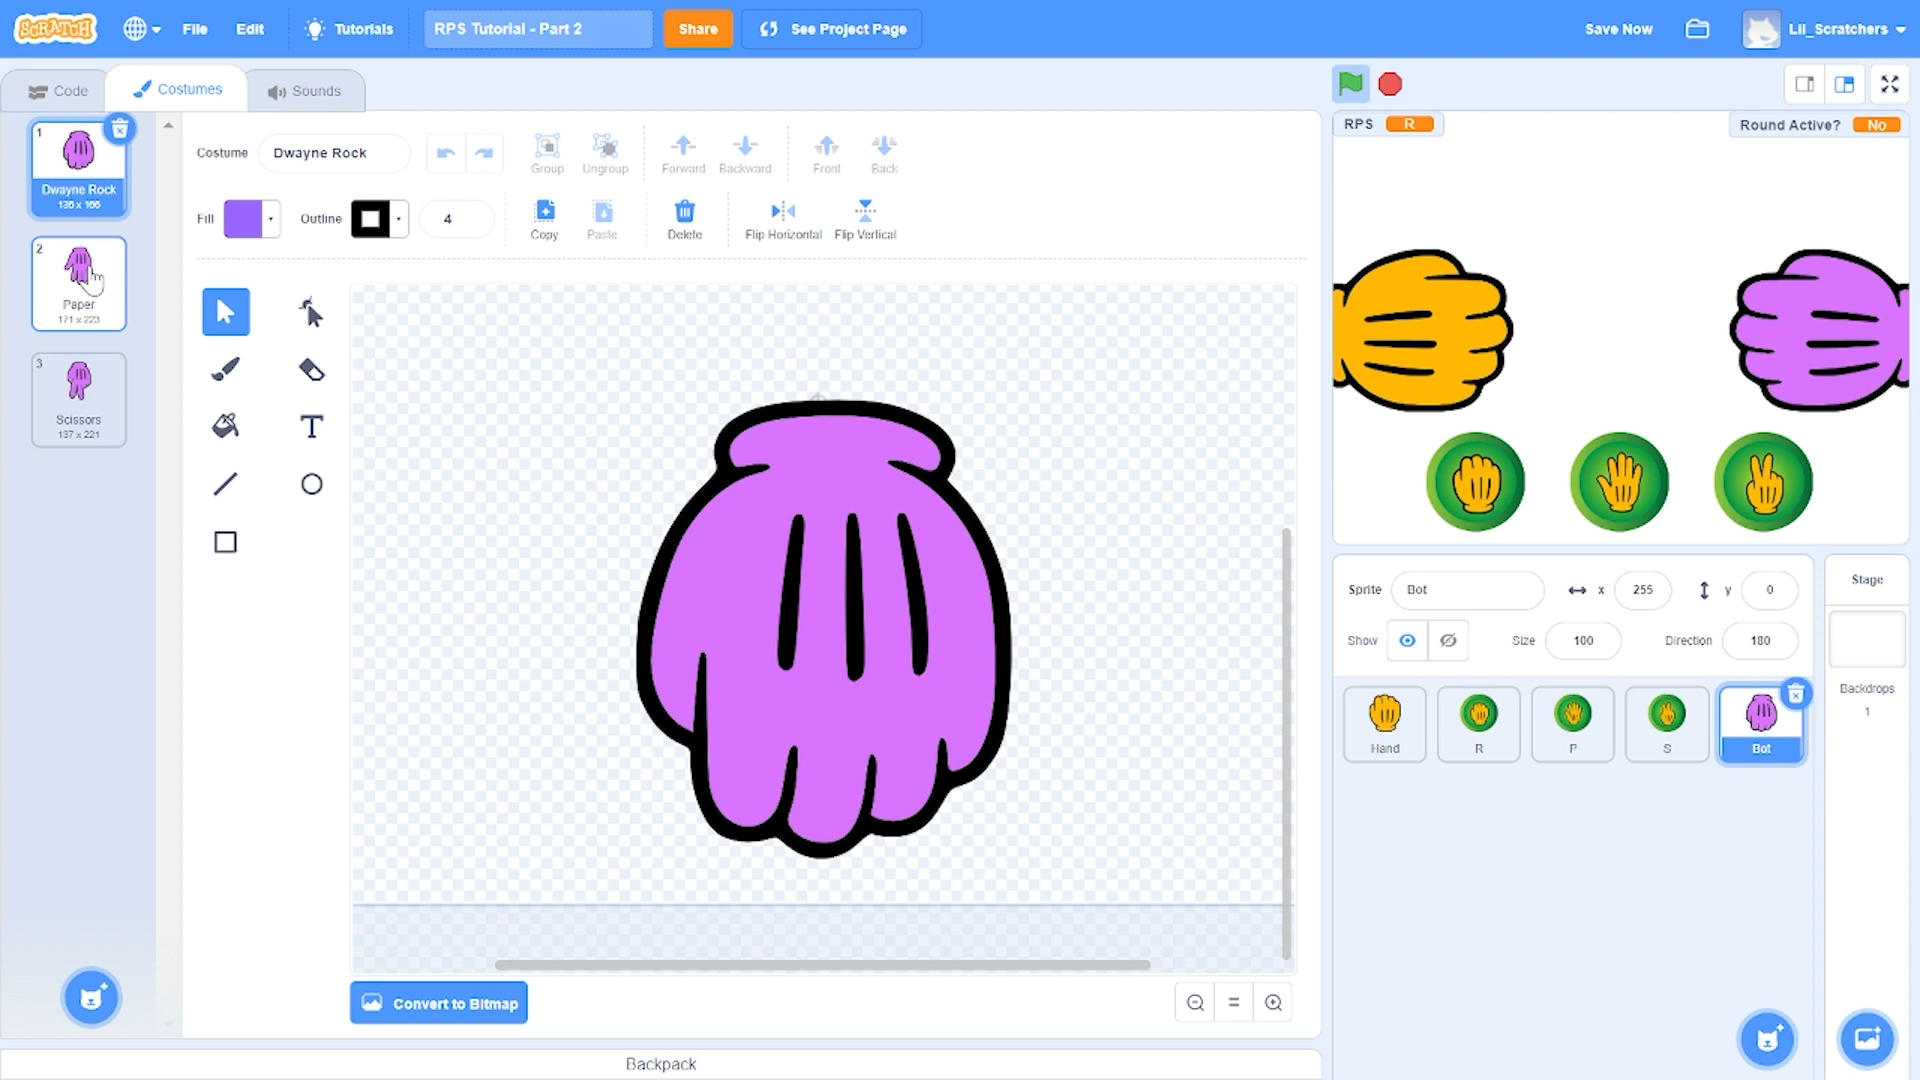 SCRATCH
File
Edit
Tutorials
RPS Tutorial - Part 2
Share
See Project Page
Save Now
Lil_Scratchers
Code
Costumes
Sounds
1
Dwayne Rock
136 x 166
2
Paper
171 x 223
3
Scissors
137 x 221
Costume
Dwayne Rock
Group
Ungroup
Forward
Backward
Front
Back
Fill
Outline
4
Copy
Paste
Delete
Flip Horizontal
Flip Vertical
T
Convert to Bitmap
Backpack
RPS R
Round Active? No
Sprite
Bot
x
255
y
0
Show
Size
100
Direction
180
Hand
R
P
S
Bot
Stage
Backdrops
1